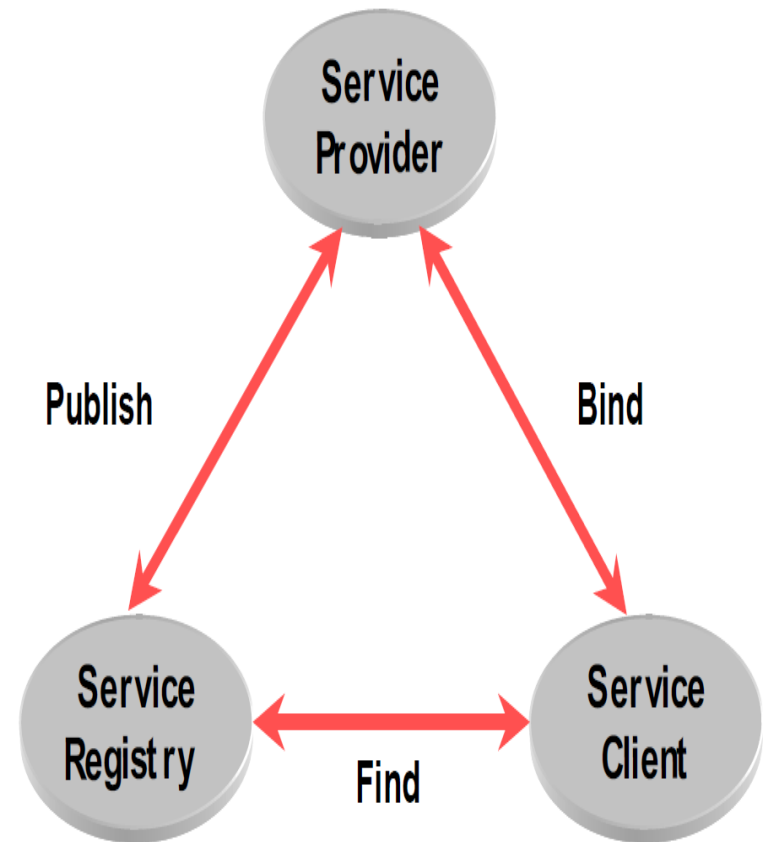 Service
Provider
Publish
Bind
Service
Registry
Service
Client
Find